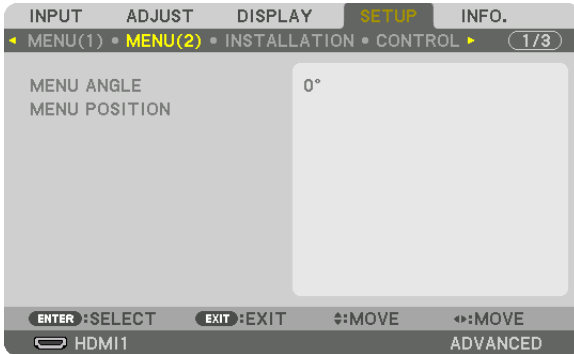 INPUT ADJUST DISPLAY SETUP INFO.
◄ MENU(1) • MENU(2) • INSTALLATION • CONTROL ► 1/3
MENU ANGLE 0°
MENU POSITION
ENTER :SELECT EXIT :EXIT ▲▼:MOVE ◄►:MOVE
HDMI1 ADVANCED